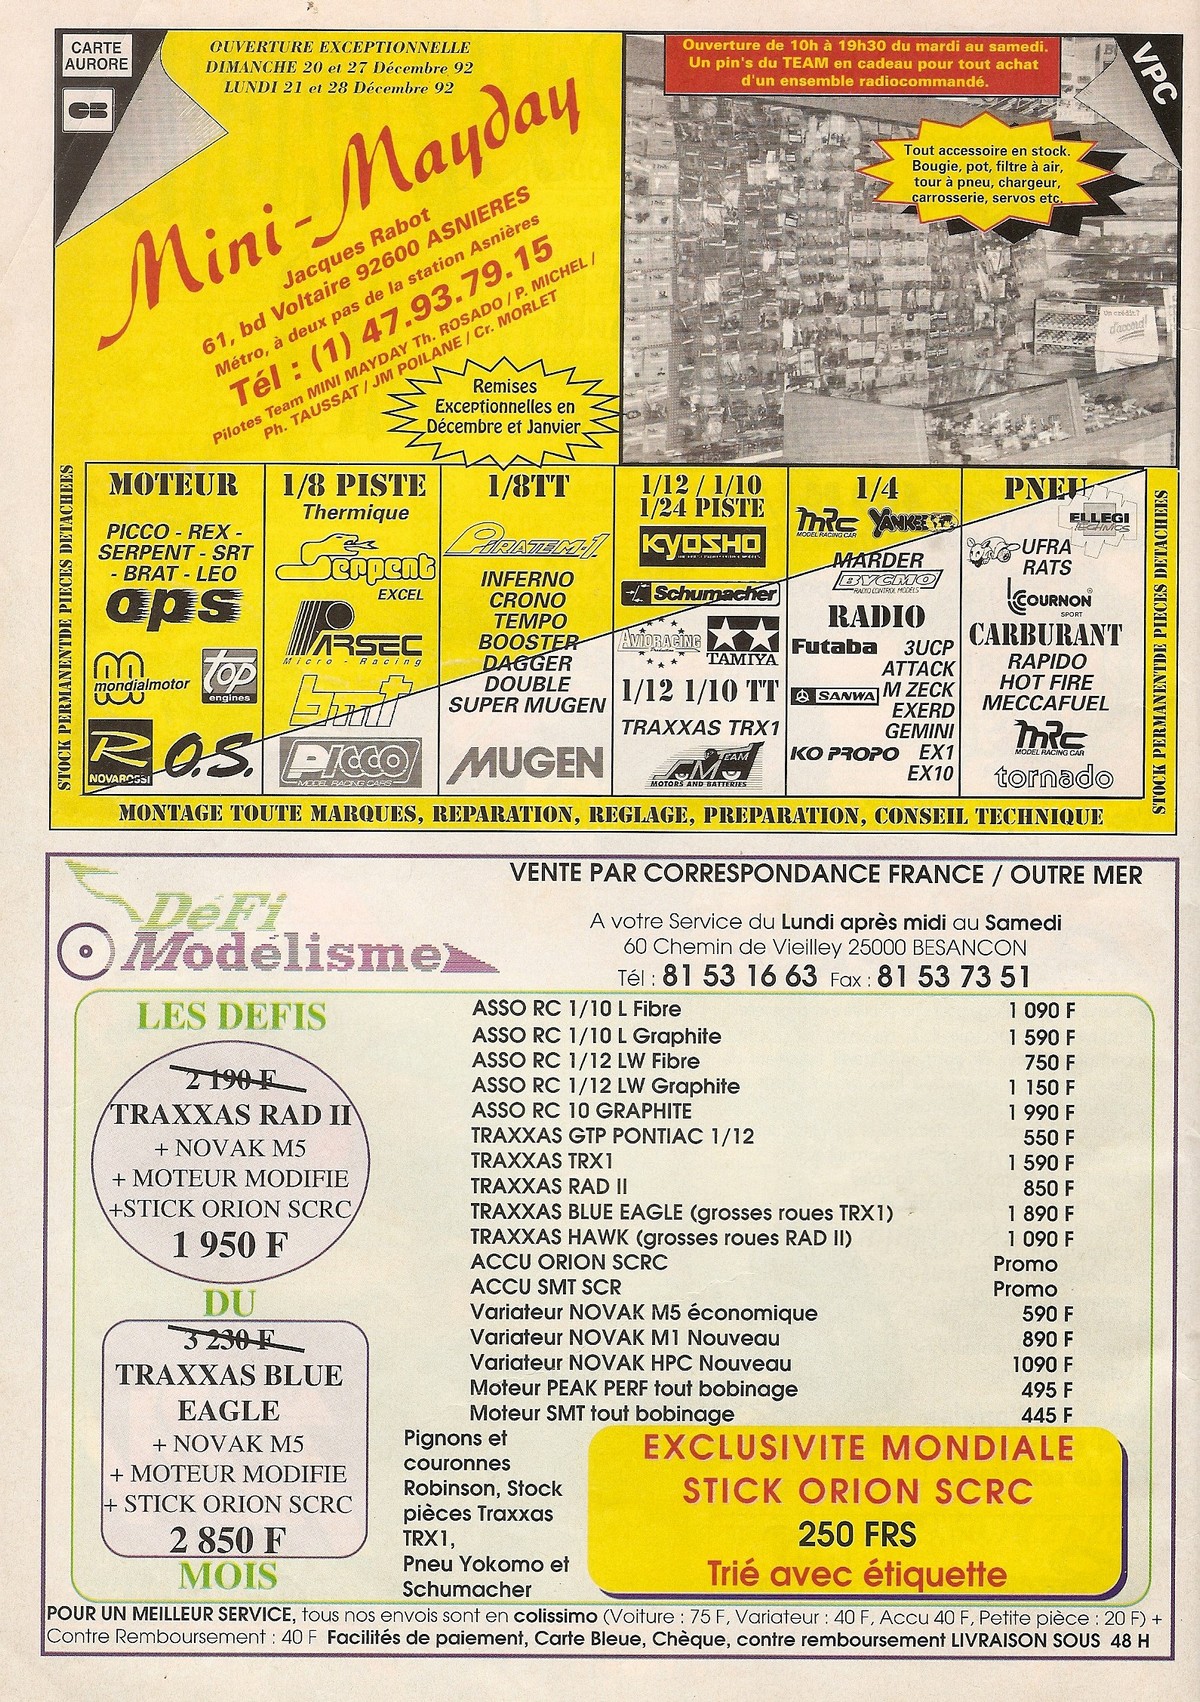 CARTE
AURORE
CB
OUVERTURE EXCEPTIONNELLE
DIMANCHE 20 et 27 Décembre 92
LUNDI 21 et 28 Décembre 92
Mini-Mayday
Jacques Rabot
61, bd Voltaire 92600 ASNIERES
Métro, à deux pas de la station Asnières
Tél : (1) 47.93.79.15
Pilotes Team MINI MAYDAY Th. ROSADO / P. MICHEL /
Ph. TAUSSAT / JM POILANE / Cr. MORLET
Remises
Exceptionnelles en
Décembre et Janvier
Ouverture de 10h à 19h30 du mardi au samedi.
Un pin's du TEAM en cadeau pour tout achat
d'un ensemble radiocommandé.
VPC
Tout accessoire en stock.
Bougie, pot, filtre à air,
tour à pneu, chargeur,
carrosserie, servos etc.
Un crédit?
d'accord!
STOCK PERMANENTDE PIECES DETACHEES
MOTEUR
PICCO - REX -
SERPENT - SRT
- BRAT - LEO
ops
mondialmotor
top
engines
R
NOVAROSSI
O.S.
1/8 PISTE
Thermique
Serpent
EXCEL
PARSEC
Micro - Racing
bmt
PICCO
MODEL RACING CARS
1/8TT
PIRATE M-1
INFERNO
CRONO
TEMPO
BOOSTER
DAGGER
DOUBLE
SUPER MUGEN
MUGEN
1/12 / 1/10
1/24 PISTE
KYOSHO
Schumacher
AVIORACING
TAMIYA
1/12 1/10 TT
TRAXXAS TRX1
TEAM
MOTORS AND BATTERIES
1/4
MRC
MODEL RACING CAR
YANKEE
MARDER
BYCMO
RADIO CONTROL MODELS
RADIO
Futaba 3UCP
ATTACK
SANWA M ZECK
EXERD
GEMINI
KO PROPO EX1
EX10
PNEU
ELLEGI
TECHNICS
UFRA
RATS
COURNON
SPORT
CARBURANT
RAPIDO
HOT FIRE
MECCAFUEL
MRC
MODEL RACING CAR
tornado
STOCK PERMANENTDE PIECES DETACHEES
MONTAGE TOUTE MARQUES, REPARATION, REGLAGE, PREPARATION, CONSEIL TECHNIQUE
DéFi
Modélisme
VENTE PAR CORRESPONDANCE FRANCE / OUTRE MER
A votre Service du Lundi après midi au Samedi
60 Chemin de Vieilley 25000 BESANCON
Tél : 81 53 16 63 Fax : 81 53 73 51
LES DEFIS
2 190 F
TRAXXAS RAD II
+ NOVAK M5
+ MOTEUR MODIFIE
+STICK ORION SCRC
1 950 F
DU
3 230 F
TRAXXAS BLUE
EAGLE
+ NOVAK M5
+ MOTEUR MODIFIE
+ STICK ORION SCRC
2 850 F
MOIS
ASSO RC 1/10 L Fibre 1 090 F
ASSO RC 1/10 L Graphite 1 590 F
ASSO RC 1/12 LW Fibre 750 F
ASSO RC 1/12 LW Graphite 1 150 F
ASSO RC 10 GRAPHITE 1 990 F
TRAXXAS GTP PONTIAC 1/12 550 F
TRAXXAS TRX1 1 590 F
TRAXXAS RAD II 850 F
TRAXXAS BLUE EAGLE (grosses roues TRX1) 1 890 F
TRAXXAS HAWK (grosses roues RAD II) 1 090 F
ACCU ORION SCRC Promo
ACCU SMT SCR Promo
Variateur NOVAK M5 économique 590 F
Variateur NOVAK M1 Nouveau 890 F
Variateur NOVAK HPC Nouveau 1090 F
Moteur PEAK PERF tout bobinage 495 F
Moteur SMT tout bobinage 445 F
Pignons et
couronnes
Robinson, Stock
pièces Traxxas
TRX1,
Pneu Yokomo et
Schumacher
EXCLUSIVITE MONDIALE
STICK ORION SCRC
250 FRS
Trié avec étiquette
POUR UN MEILLEUR SERVICE, tous nos envois sont en colissimo (Voiture : 75 F, Variateur : 40 F, Accu 40 F, Petite pièce : 20 F) +
Contre Remboursement : 40 F Facilités de paiement, Carte Bleue, Chèque, contre remboursement LIVRAISON SOUS 48 H